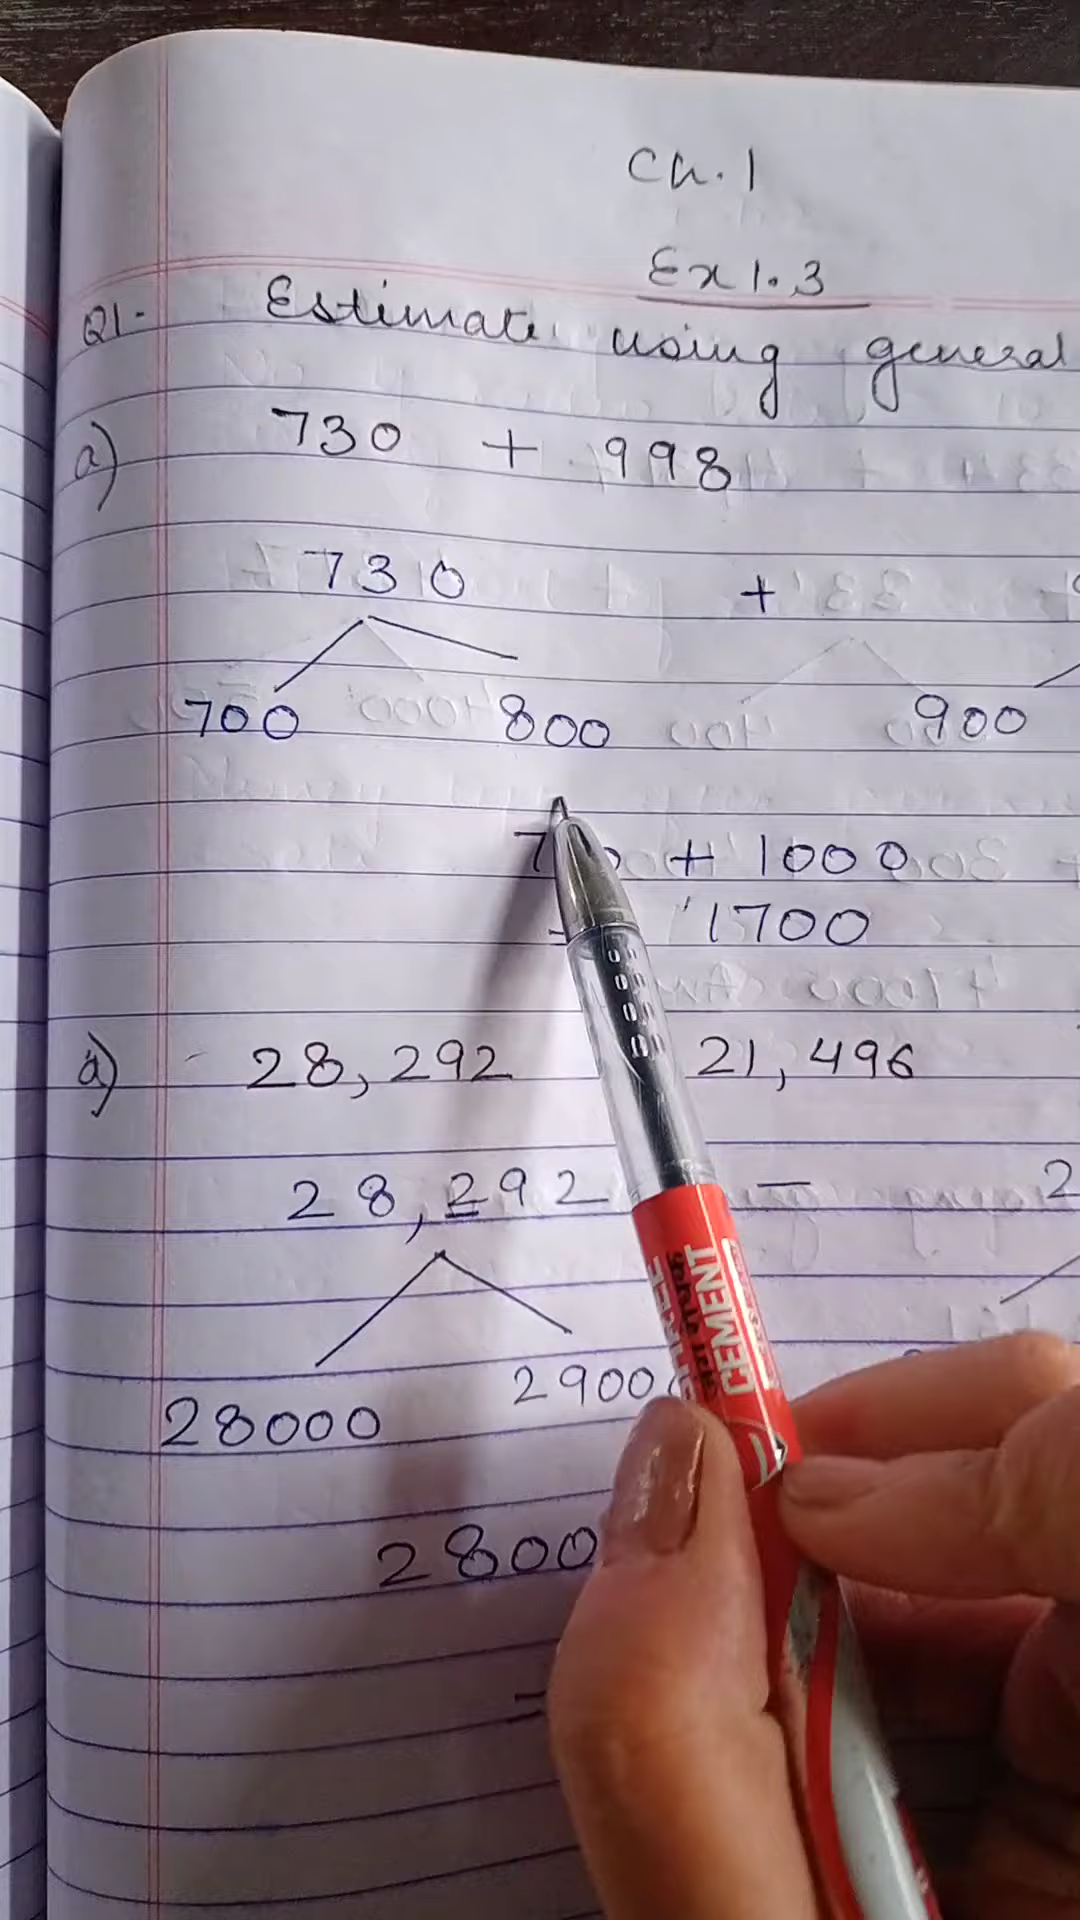 Ch. 1
Ex 1.3
Q1- Estimate using general
a) 730 + 998
730 +
700 800 900
+ 1000
1700
d) 28,292 21,496
28,292 - 2
28000 2900
2800
CEMENT